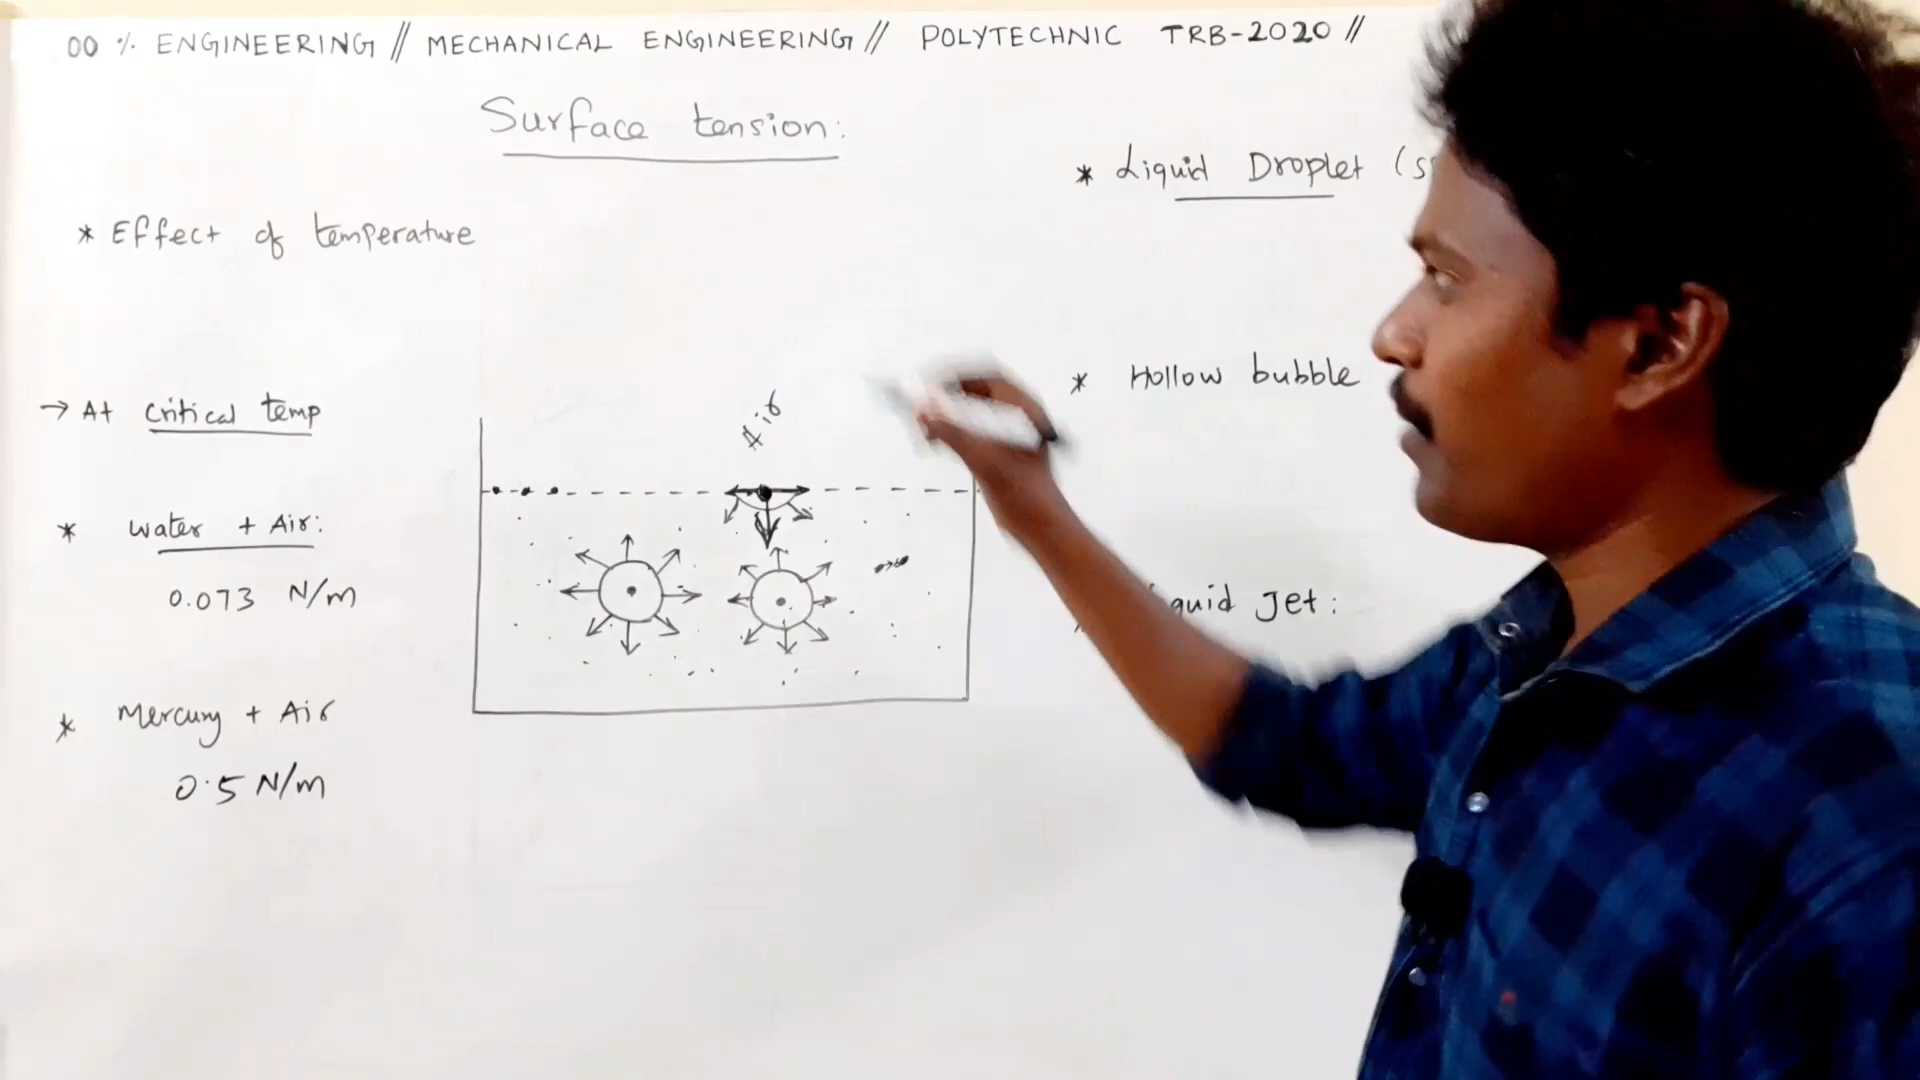 00 % ENGINEERING // MECHANICAL ENGINEERING // POLYTECHNIC TRB-2020 //
Surface tension:
* Effect of temperature
→ At critical temp
* water + Air:
0.073 N/m
* Mercury + Air
0.5 N/m
Air
* Liquid Droplet (S
* Hollow bubble
quid Jet: